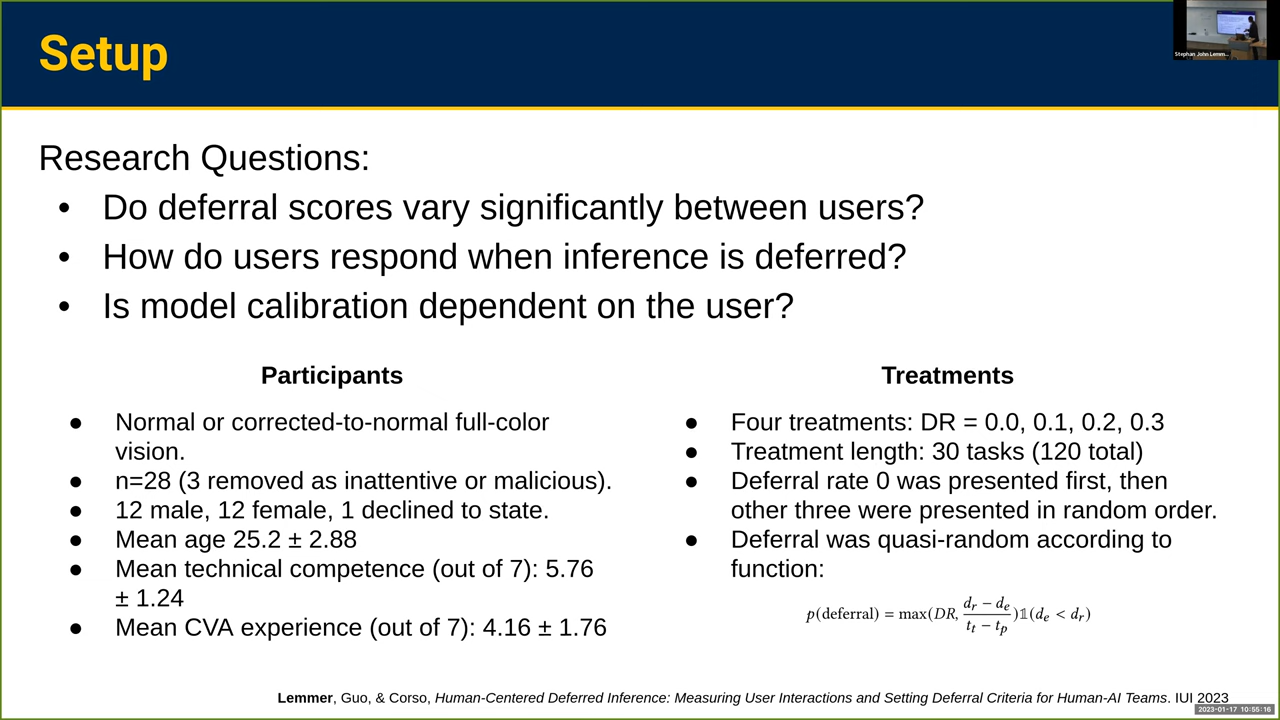 Setup
Stephan John Lemm...
Research Questions:
• Do deferral scores vary significantly between users?
• How do users respond when inference is deferred?
• Is model calibration dependent on the user?
Participants
● Normal or corrected-to-normal full-color
vision.
● n=28 (3 removed as inattentive or malicious).
● 12 male, 12 female, 1 declined to state.
● Mean age 25.2 ± 2.88
● Mean technical competence (out of 7): 5.76
± 1.24
● Mean CVA experience (out of 7): 4.16 ± 1.76
Treatments
● Four treatments: DR = 0.0, 0.1, 0.2, 0.3
● Treatment length: 30 tasks (120 total)
● Deferral rate 0 was presented first, then
other three were presented in random order.
● Deferral was quasi-random according to
function:
p(deferral) = max(DR, (d_r − d_e)/(t_t − t_p))𝟙(d_e < d_r)
Lemmer, Guo, & Corso, Human-Centered Deferred Inference: Measuring User Interactions and Setting Deferral Criteria for Human-AI Teams. IUI 2023
2023-01-17 10:55:16